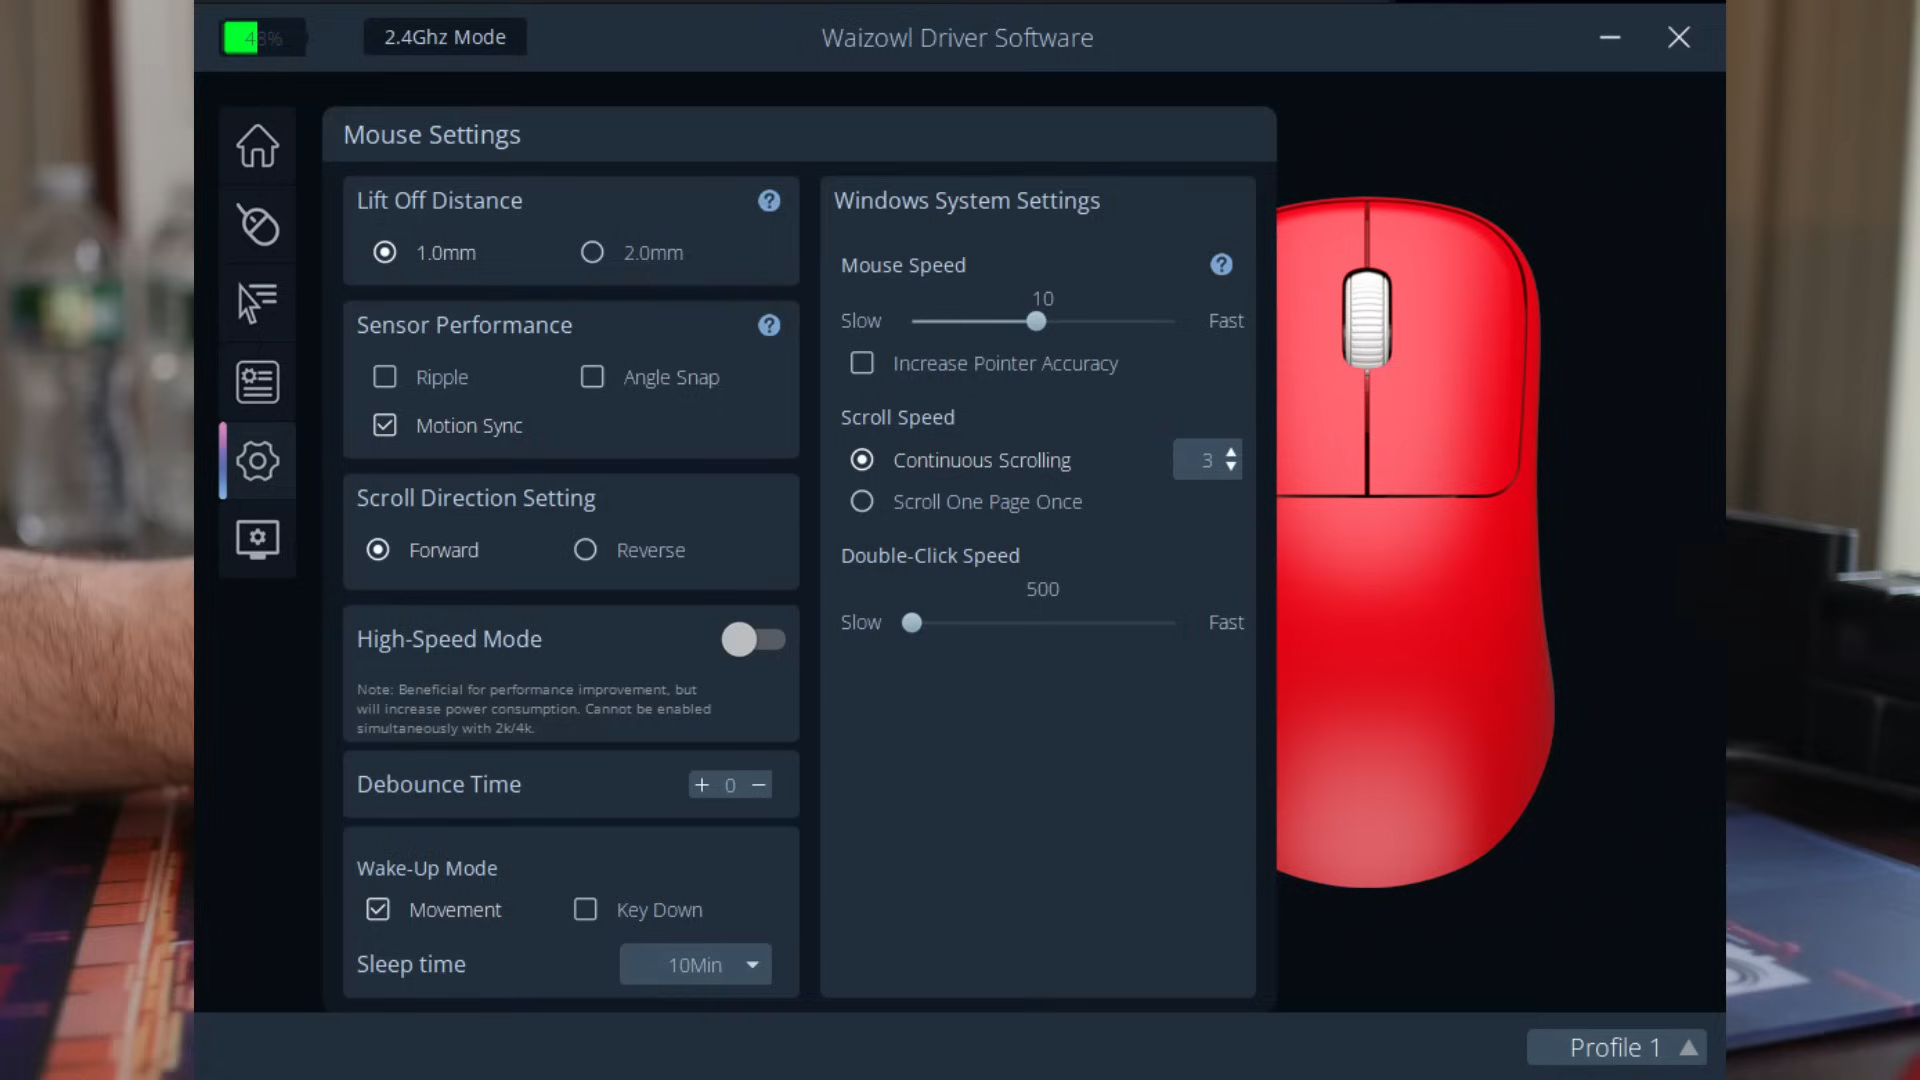 48%
2.4Ghz Mode
Waizowl Driver Software
Mouse Settings
Lift Off Distance
?
1.0mm
2.0mm
Sensor Performance
?
Ripple
Angle Snap
Motion Sync
Scroll Direction Setting
Forward
Reverse
High-Speed Mode
Note: Beneficial for performance improvement, but
will increase power consumption. Cannot be enabled
simultaneously with 2k/4k.
Debounce Time
+ 0 −
Wake-Up Mode
Movement
Key Down
Sleep time
10Min
Windows System Settings
Mouse Speed
?
10
Slow
Fast
Increase Pointer Accuracy
Scroll Speed
Continuous Scrolling
3
Scroll One Page Once
Double-Click Speed
500
Slow
Fast
Profile 1